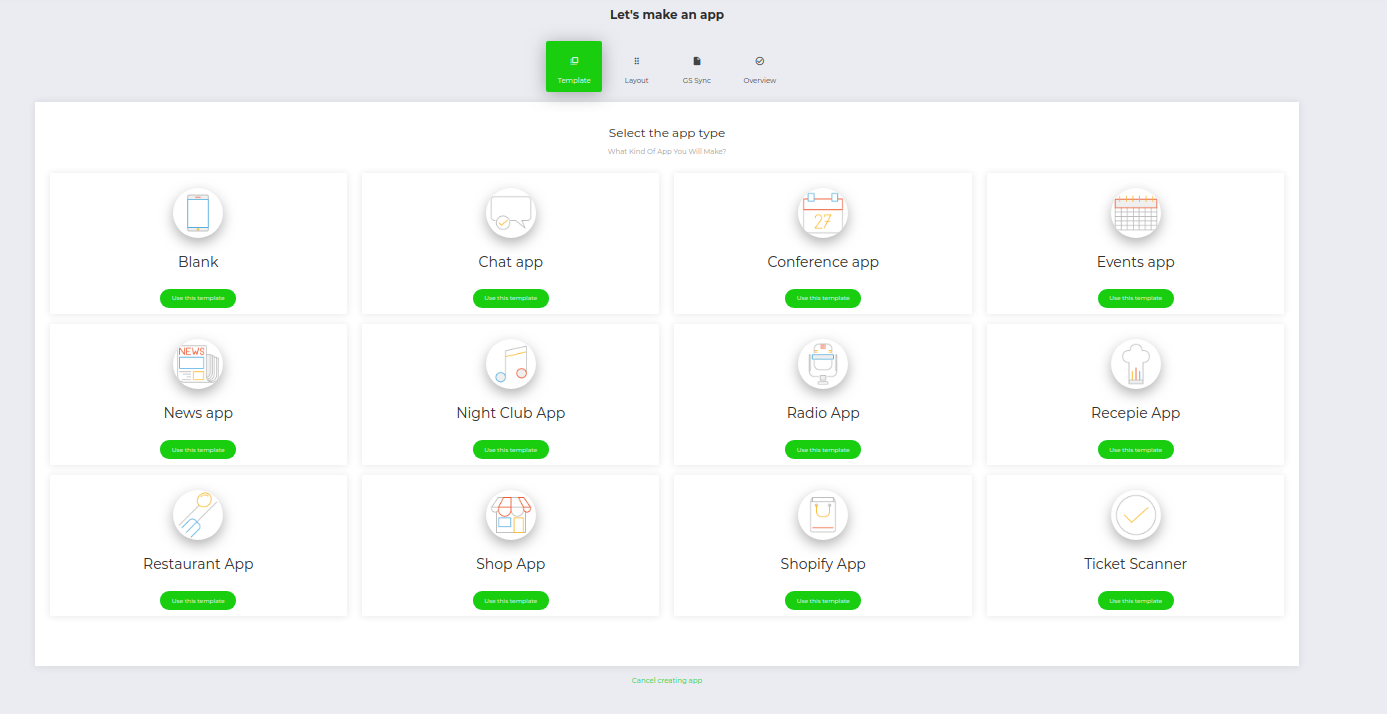 Let's make an app
Template
Layout
GS Sync
Overview
Select the app type
What Kind Of App You Will Make?
27
Blank
Chat app
Conference app
Events app
Use this template
Use this template
Use this template
Use this template
NEWS
News app
Night Club App
Radio App
Recepie App
Use this template
Use this template
Use this template
Use this template
Restaurant App
Shop App
Shopify App
Ticket Scanner
Use this template
Use this template
Use this template
Use this template
Cancel creating app